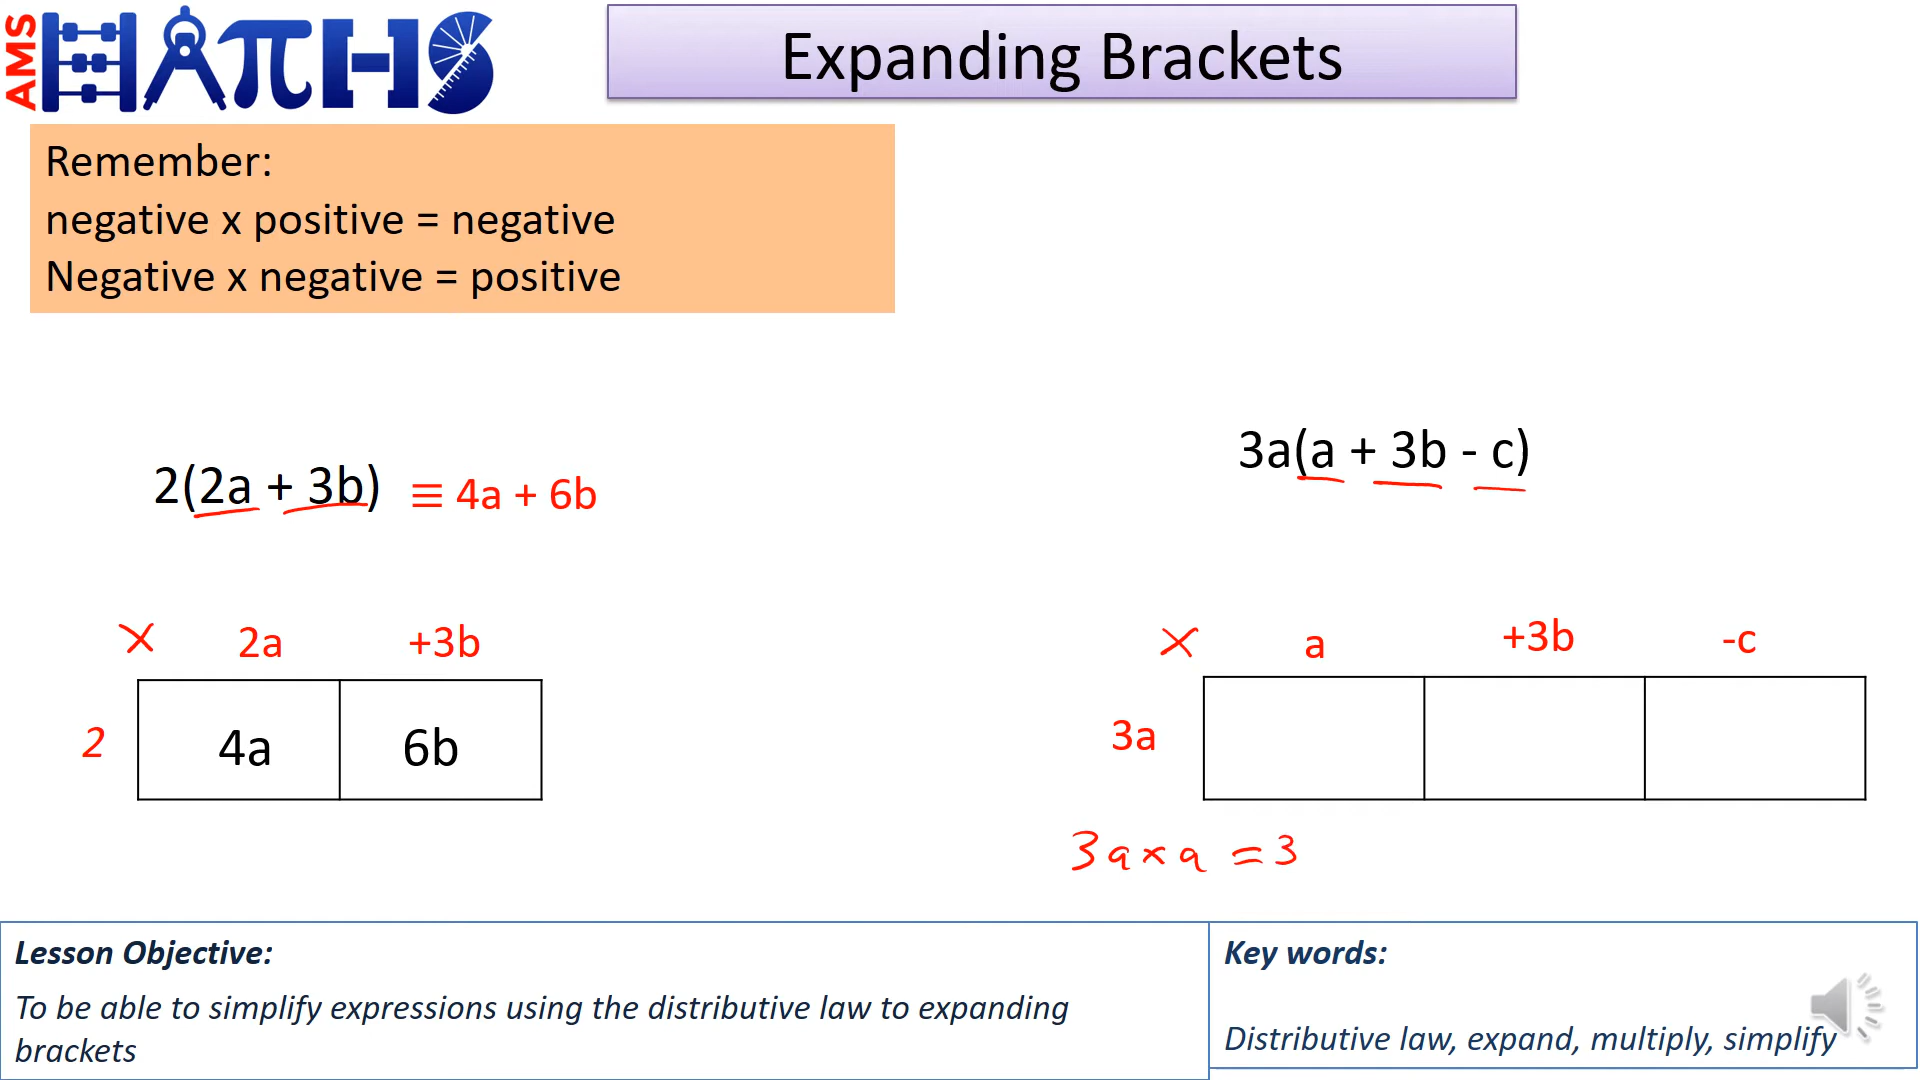 AMS MATHS
Expanding Brackets
Remember:
negative x positive = negative
Negative x negative = positive
2(2a + 3b) ≡ 4a + 6b
3a(a + 3b - c)
× 2a +3b
2 4a 6b
× a +3b -c
3a
3a×a =3
Lesson Objective:
To be able to simplify expressions using the distributive law to expanding
brackets
Key words:
Distributive law, expand, multiply, simplify